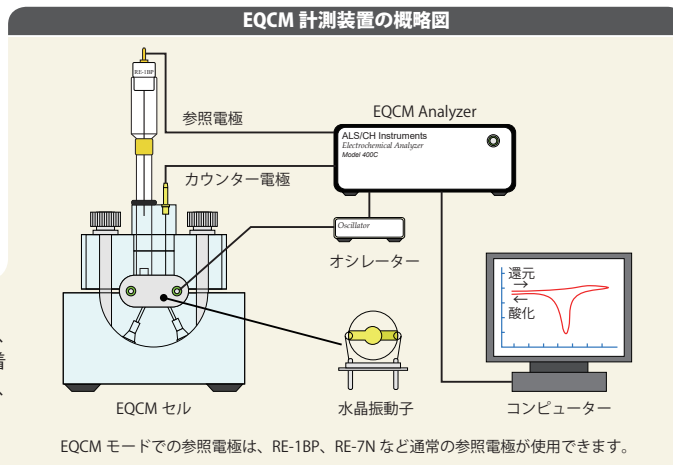 EQCM 計測装置の概略図
RE-1BP
参照電極
EQCM Analyzer
ALS/CH Instruments
Electrochemical Analyzer
Model 400C
カウンター電極
Oscillator
オシレーター
還元
→
←
酸化
、
着
、
EQCM セル
水晶振動子
コンピューター
EQCM モードでの参照電極は、RE-1BP、RE-7N など通常の参照電極が使用できます。